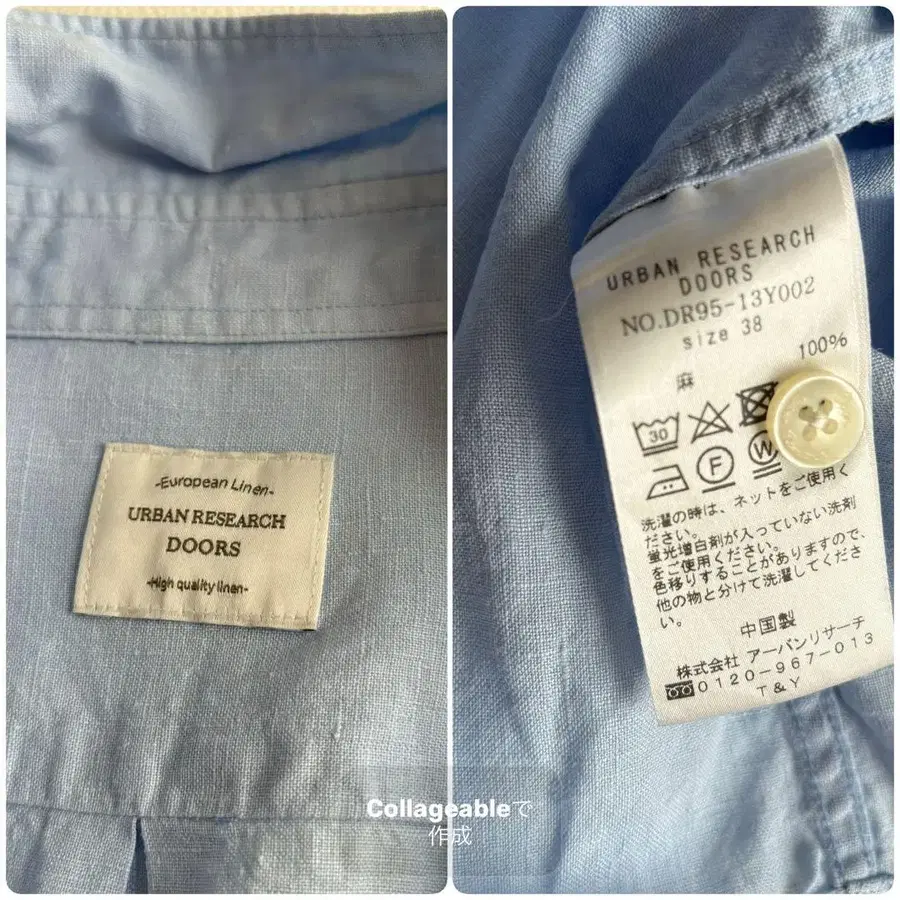 -European Linen-
URBAN RESEARCH
DOORS
-High quality linen-
URBAN RESEARCH
DOORS
NO.DR95-13Y002
size 38
麻 100%
30
F W
洗濯の時は、ネットをご使用く
ださい。
蛍光増白剤が入っていない洗剤
をご使用ください。
色移りすることがありますので、
他の物と分けて洗濯してくださ
い。
中国製
株式会社 アーバンリサーチ
0120-967-013
T&Y
Collageableで
作成